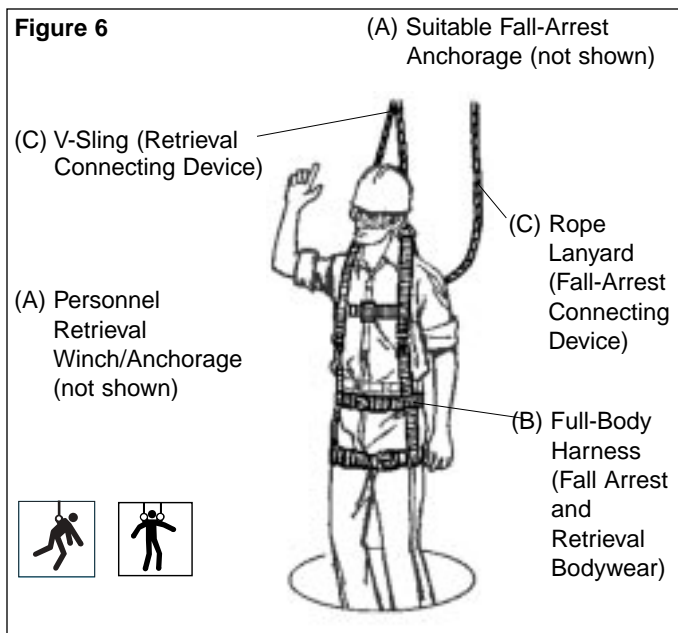 Figure 6
(A) Suitable Fall-Arrest
Anchorage (not shown)
(C) V-Sling (Retrieval
Connecting Device)
(C) Rope
Lanyard
(Fall-Arrest
Connecting
Device)
(A) Personnel
Retrieval
Winch/Anchorage
(not shown)
(B) Full-Body
Harness
(Fall Arrest
and
Retrieval
Bodywear)